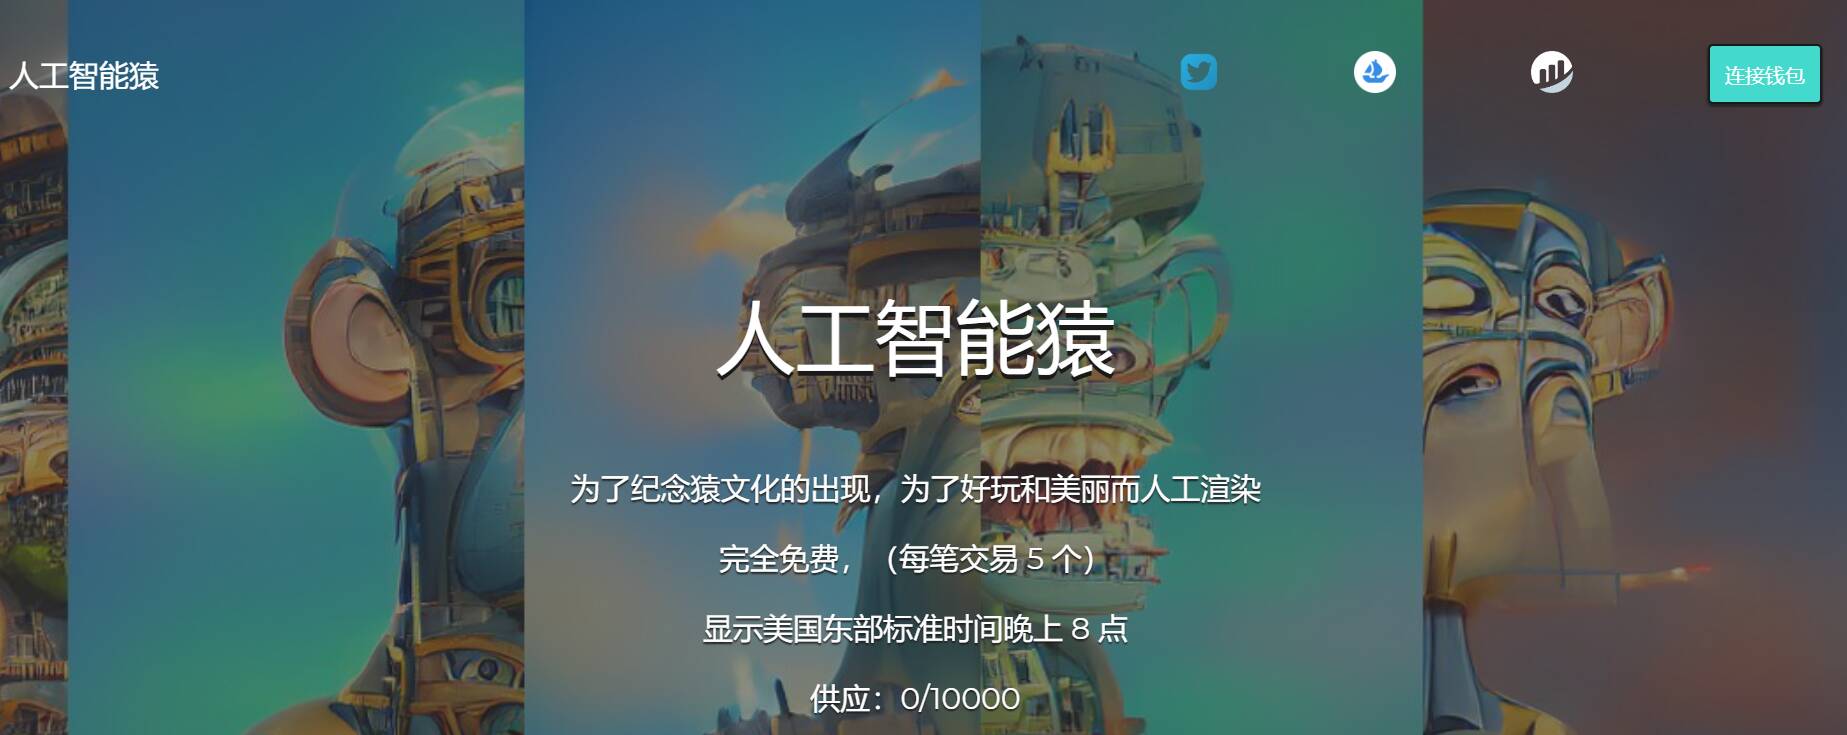 人工智能猿
连接钱包
人工智能猿
为了纪念猿文化的出现，为了好玩和美丽而人工渲染
完全免费，（每笔交易 5 个）
显示美国东部标准时间晚上 8 点
供应：0/10000